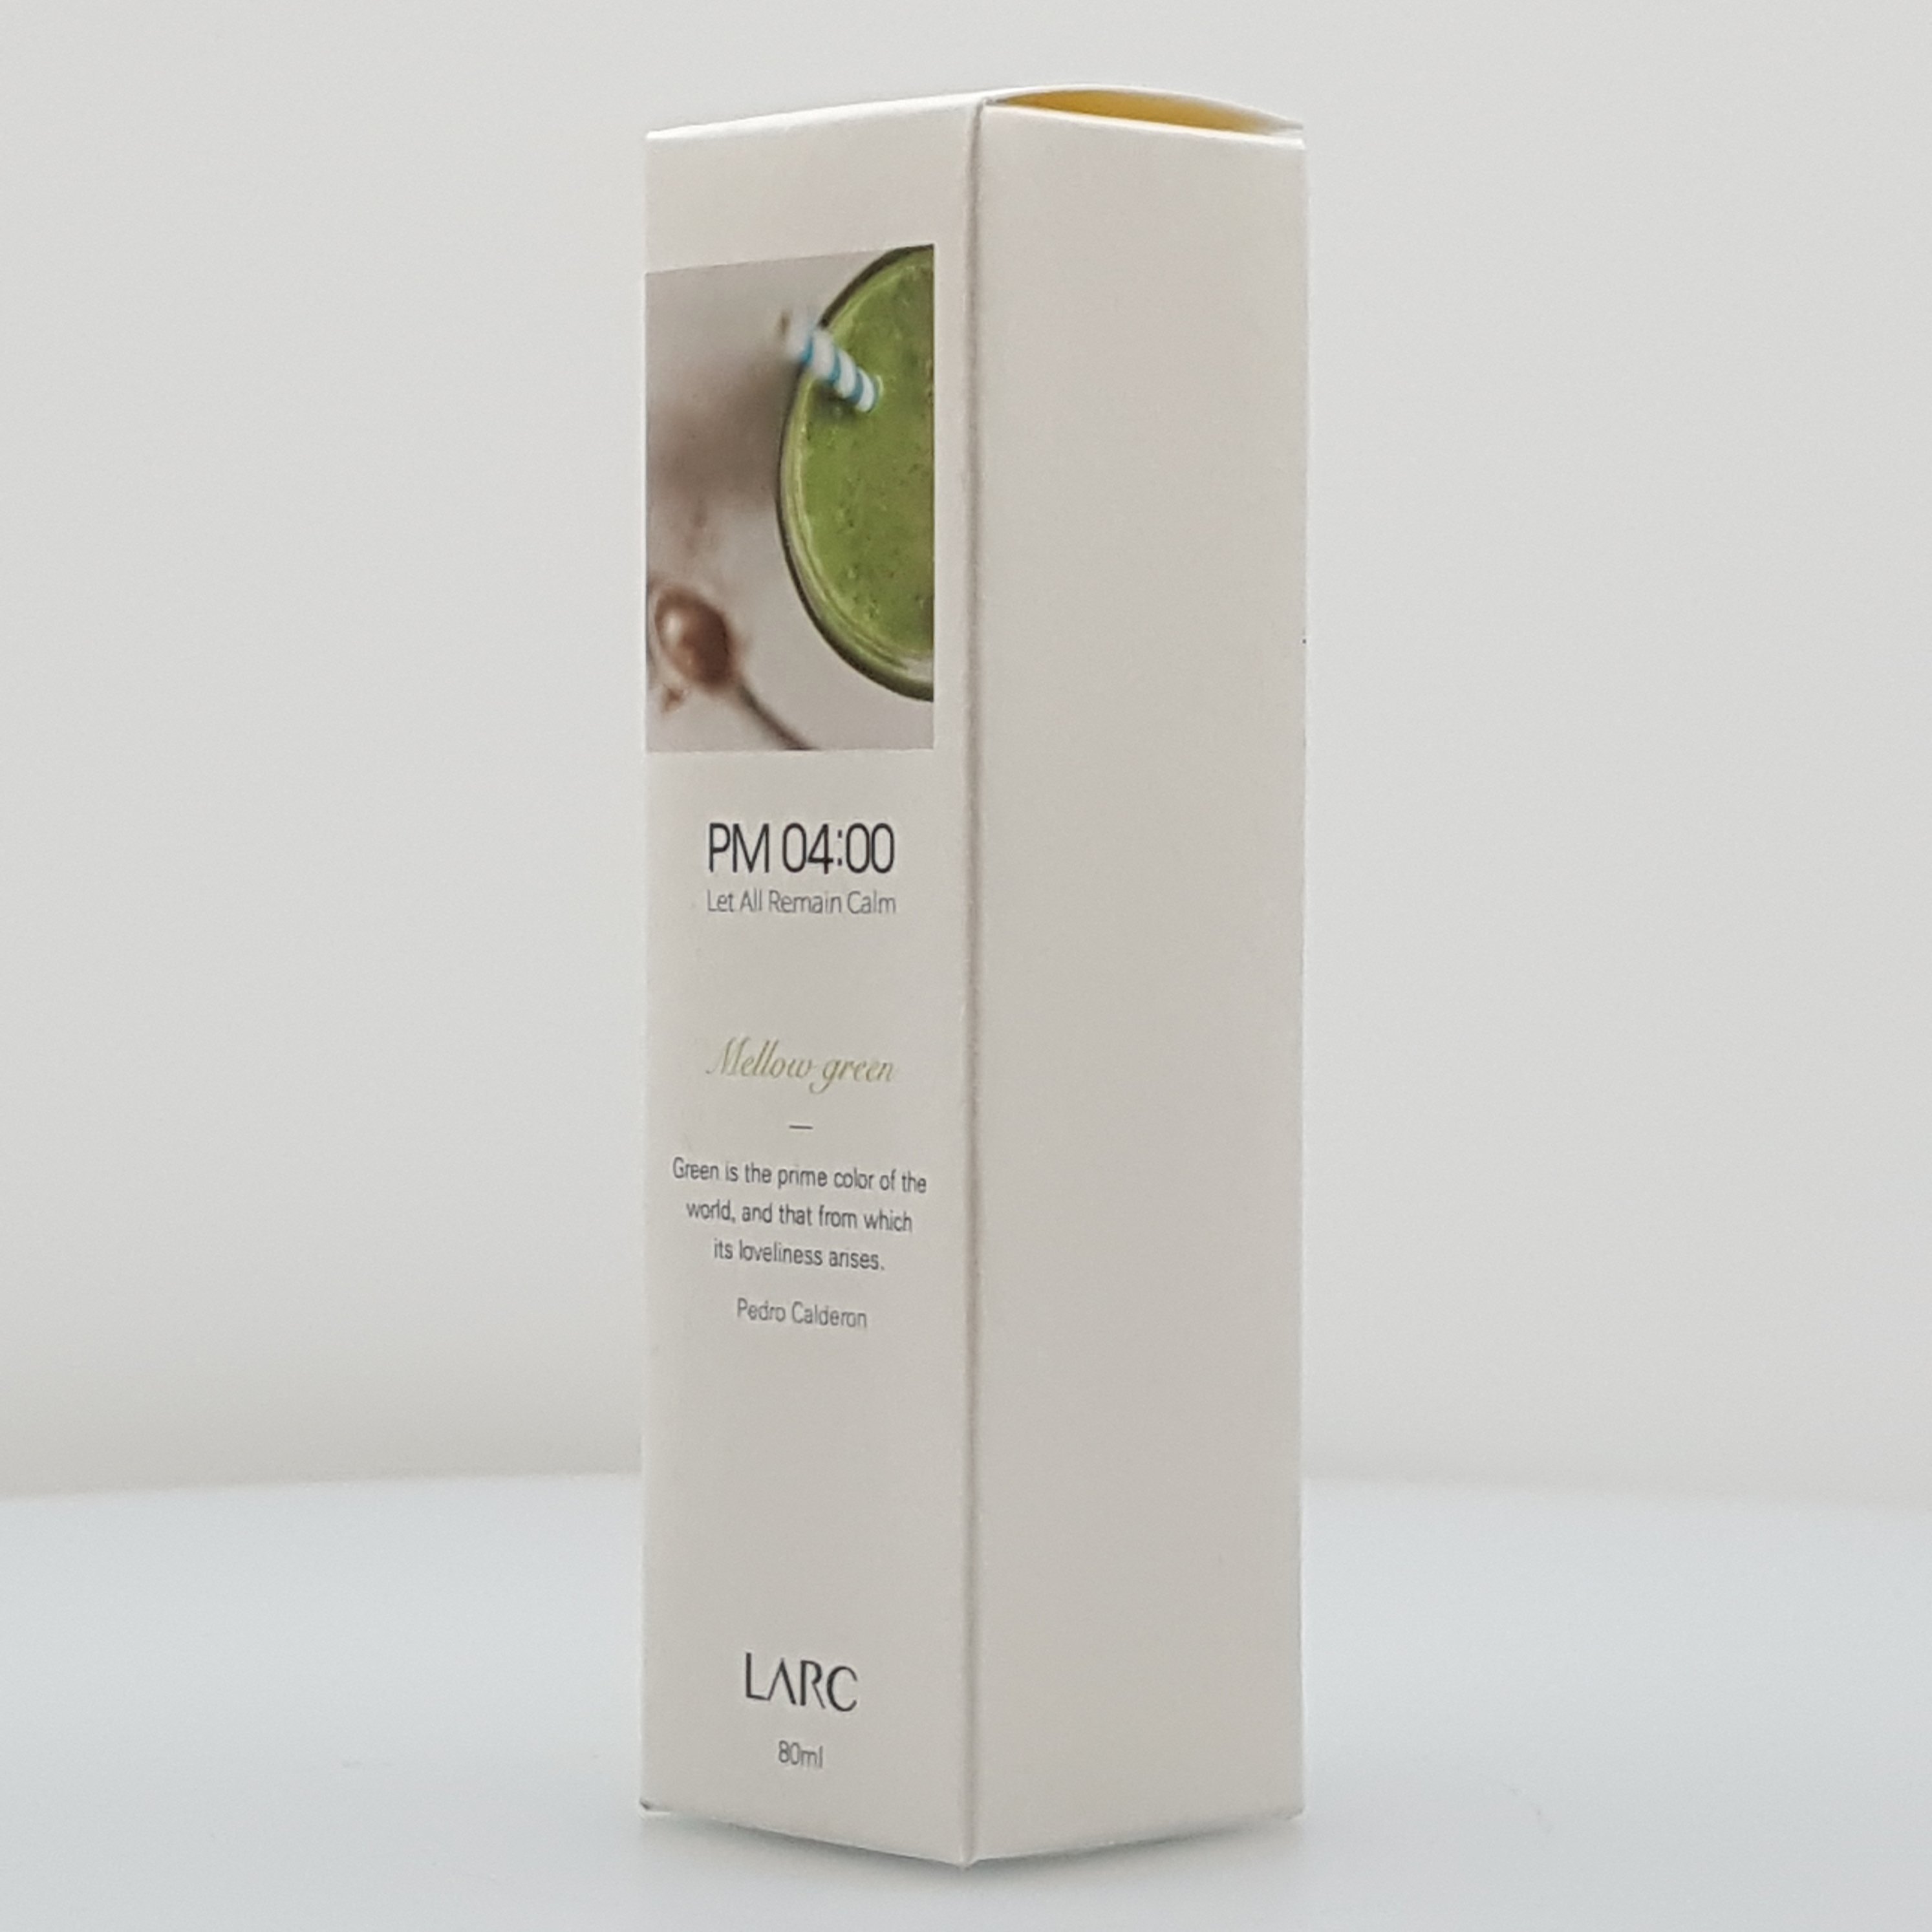 PM 04:00
Let All Remain Calm
Mellow green
—
Green is the prime color of the
world, and that from which
its loveliness arises.
Pedro Calderon
LARC
80ml